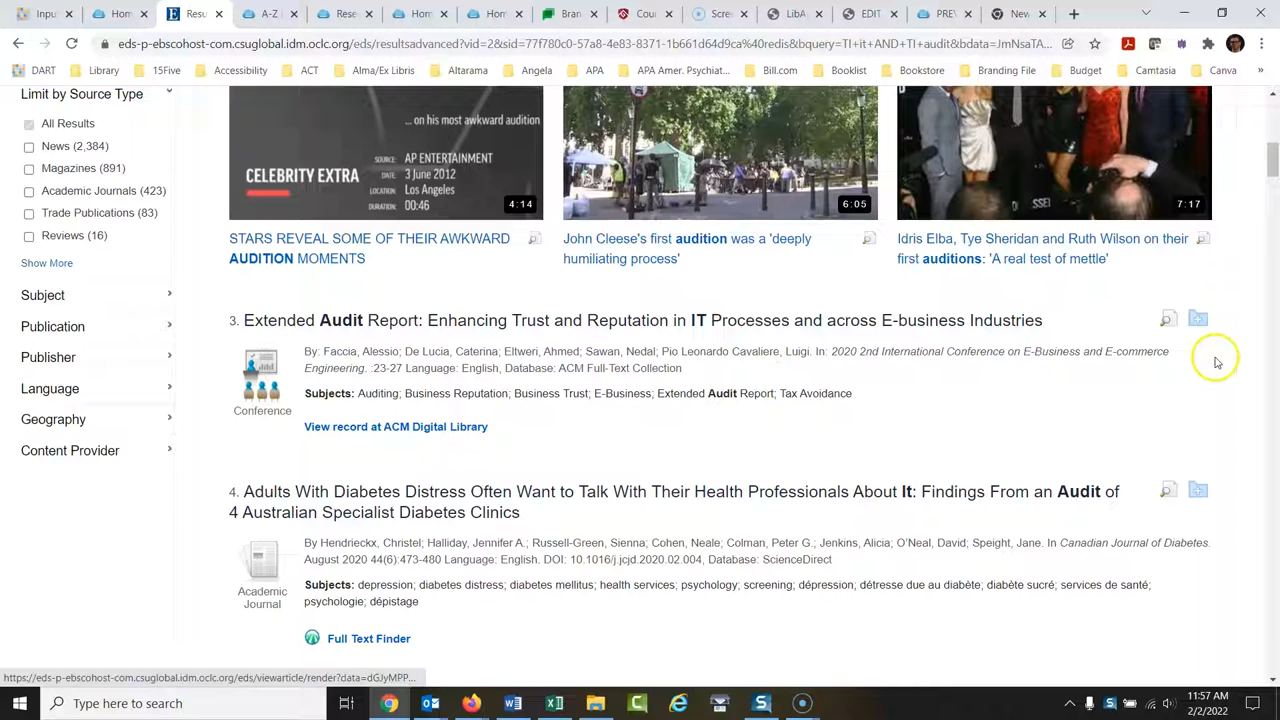 Inpu
Hom
Resu
A-Z
Rese
Hom
Hom
Bran
Cour
Scree
LibA
EDIT
PREV
New
eds-p-ebscohost-com.csuglobal.idm.oclc.org/eds/resultsadvanced?vid=2&sid=
DART
Library
15Five
Accessibility
ACT
Alma/Ex Libris
Altarama
Angela
APA
APA Amer. Psychiat...
Bill.com
Booklist
Bookstore
Branding File
Budget
Camtasia
Canva
»
Limit by Source Type
All Results
News (2,384)
Magazines (891)
Academic Journals (423)
Trade Publications (83)
Reviews (16)
Show More
Subject
Publication
Publisher
Language
Geography
Content Provider
... on his most awkward
audition
CELEBRITY EXTRA
SOURCE: AP ENTERTAINMENT
DATE: 3 June 2012
LOCATION: Los Angeles
DURATION: 00:46
4:14
6:05
SSEI
7:17
STARS REVEAL SOME OF THEIR AWKWARD
AUDITION MOMENTS
John Cleese's first audition was a 'deeply
humiliating process'
Idris Elba, Tye Sheridan and Ruth Wilson on their
first auditions: 'A real test of mettle'
3. Extended Audit Report: Enhancing Trust and Reputation in IT Processes and across E-business Industries
Conference
By: Faccia, Alessio; De Lucia, Caterina; Eltweri, Ahmed; Sawan, Nedal; Pio Leonardo Cavaliere, Luigi. In: 2020 2nd International Conference on E-Business and E-commerce
Engineering. :23-27 Language: English, Database: ACM Full-Text Collection
Subjects: Auditing; Business Reputation; Business Trust; E-Business; Extended Audit Report; Tax Avoidance
View record at ACM Digital Library
4. Adults With Diabetes Distress Often Want to Talk With Their Health Professionals About It: Findings From an Audit of
4 Australian Specialist Diabetes Clinics
Academic
Journal
By Hendrieckx, Christel; Halliday, Jennifer A.; Russell-Green, Sienna; Cohen, Neale; Colman, Peter G.; Jenkins, Alicia; O'Neal, David; Speight, Jane. In Canadian Journal of Diabetes.
August 2020 44(6):473-480 Language: English. DOI: 10.1016/j.jcjd.2020.02.004, Database: ScienceDirect
Subjects: depression; diabetes distress; diabetes mellitus; health services; psychology; screening; dépression; détresse due au diabète; diabète sucré; services de santé;
psychologie; dépistage
Full Text Finder
https://eds-p-ebscohost-com.csuglobal.idm.oclc.org/eds/viewarticle/render?data=dGJyMPP...
Type here to search
11:57 AM
2/2/2022